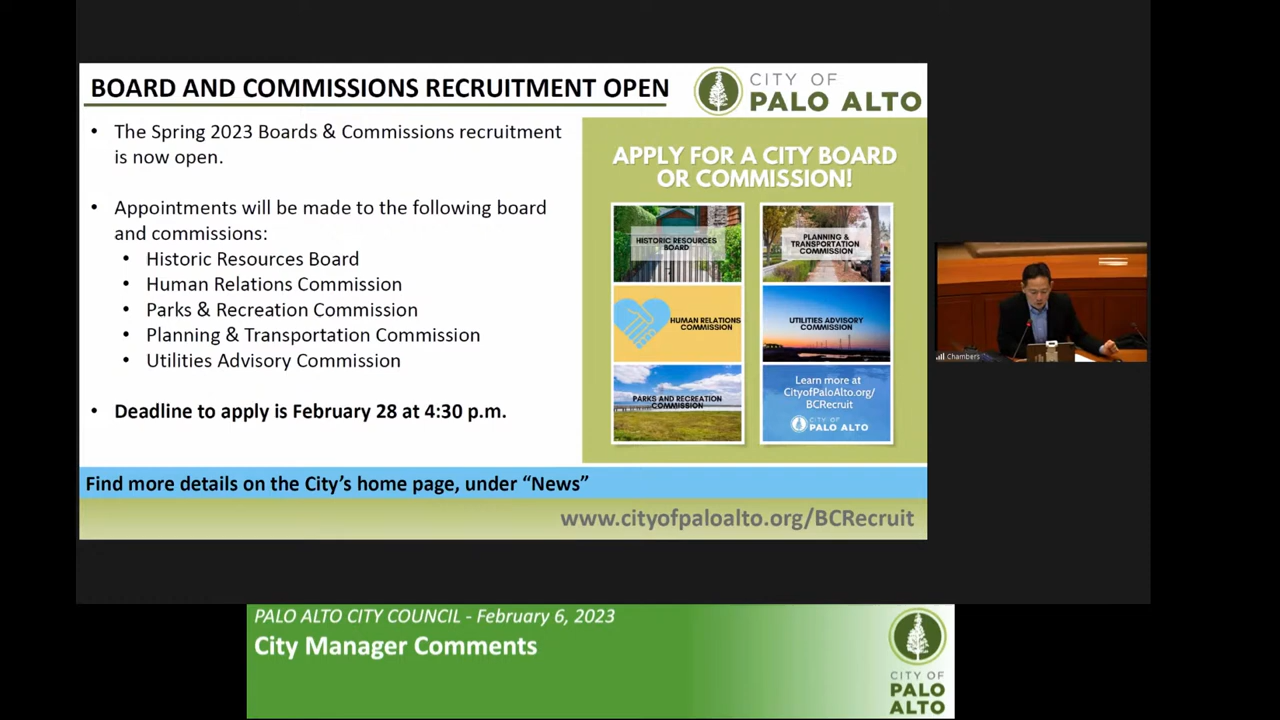 BOARD AND COMMISSIONS RECRUITMENT OPEN
CITY OF
PALO ALTO
• The Spring 2023 Boards & Commissions recruitment
is now open.
• Appointments will be made to the following board
and commissions:
• Historic Resources Board
• Human Relations Commission
• Parks & Recreation Commission
• Planning & Transportation Commission
• Utilities Advisory Commission
• Deadline to apply is February 28 at 4:30 p.m.
APPLY FOR A CITY BOARD
OR COMMISSION!
HISTORIC RESOURCES
BOARD
PLANNING &
TRANSPORTATION
COMMISSION
HUMAN RELATIONS
COMMISSION
UTILITIES ADVISORY
COMMISSION
PARKS AND RECREATION
COMMISSION
Learn more at
CityofPaloAlto.org/
BCRecruit
CITY OF
PALO ALTO
Find more details on the City's home page, under “News”
www.cityofpaloalto.org/BCRecruit
Chambers
PALO ALTO CITY COUNCIL - February 6, 2023
City Manager Comments
CITY OF
PALO
ALTO